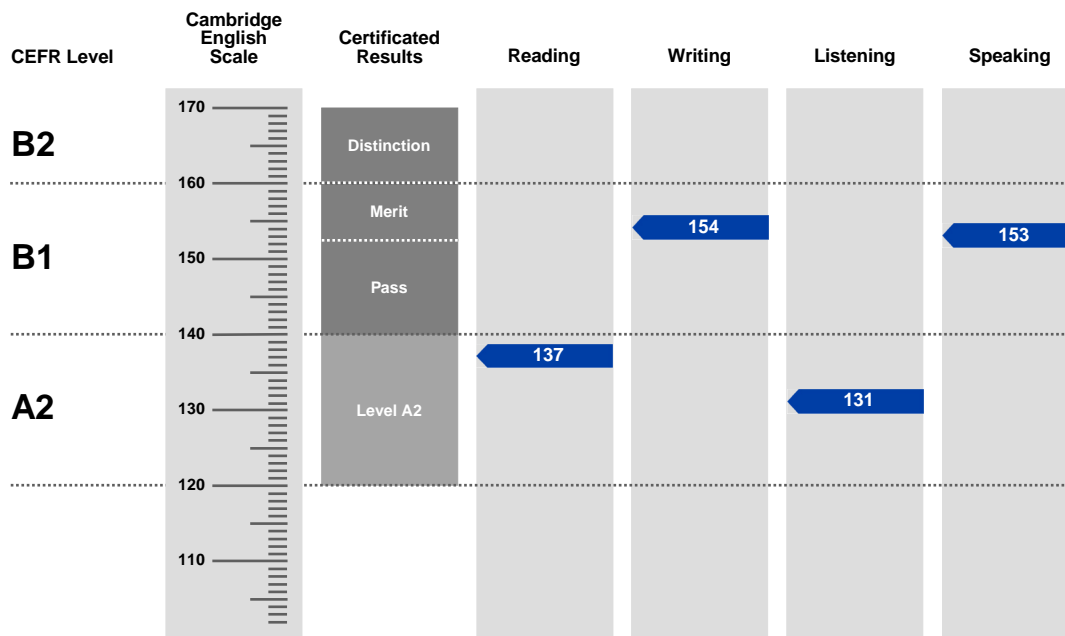 CEFR Level
Cambridge
English
Scale
Certificated
Results
Reading
Writing
Listening
Speaking
170
B2
Distinction
160
Merit
154
153
B1
150
Pass
140
137
A2
130
Level A2
131
120
110